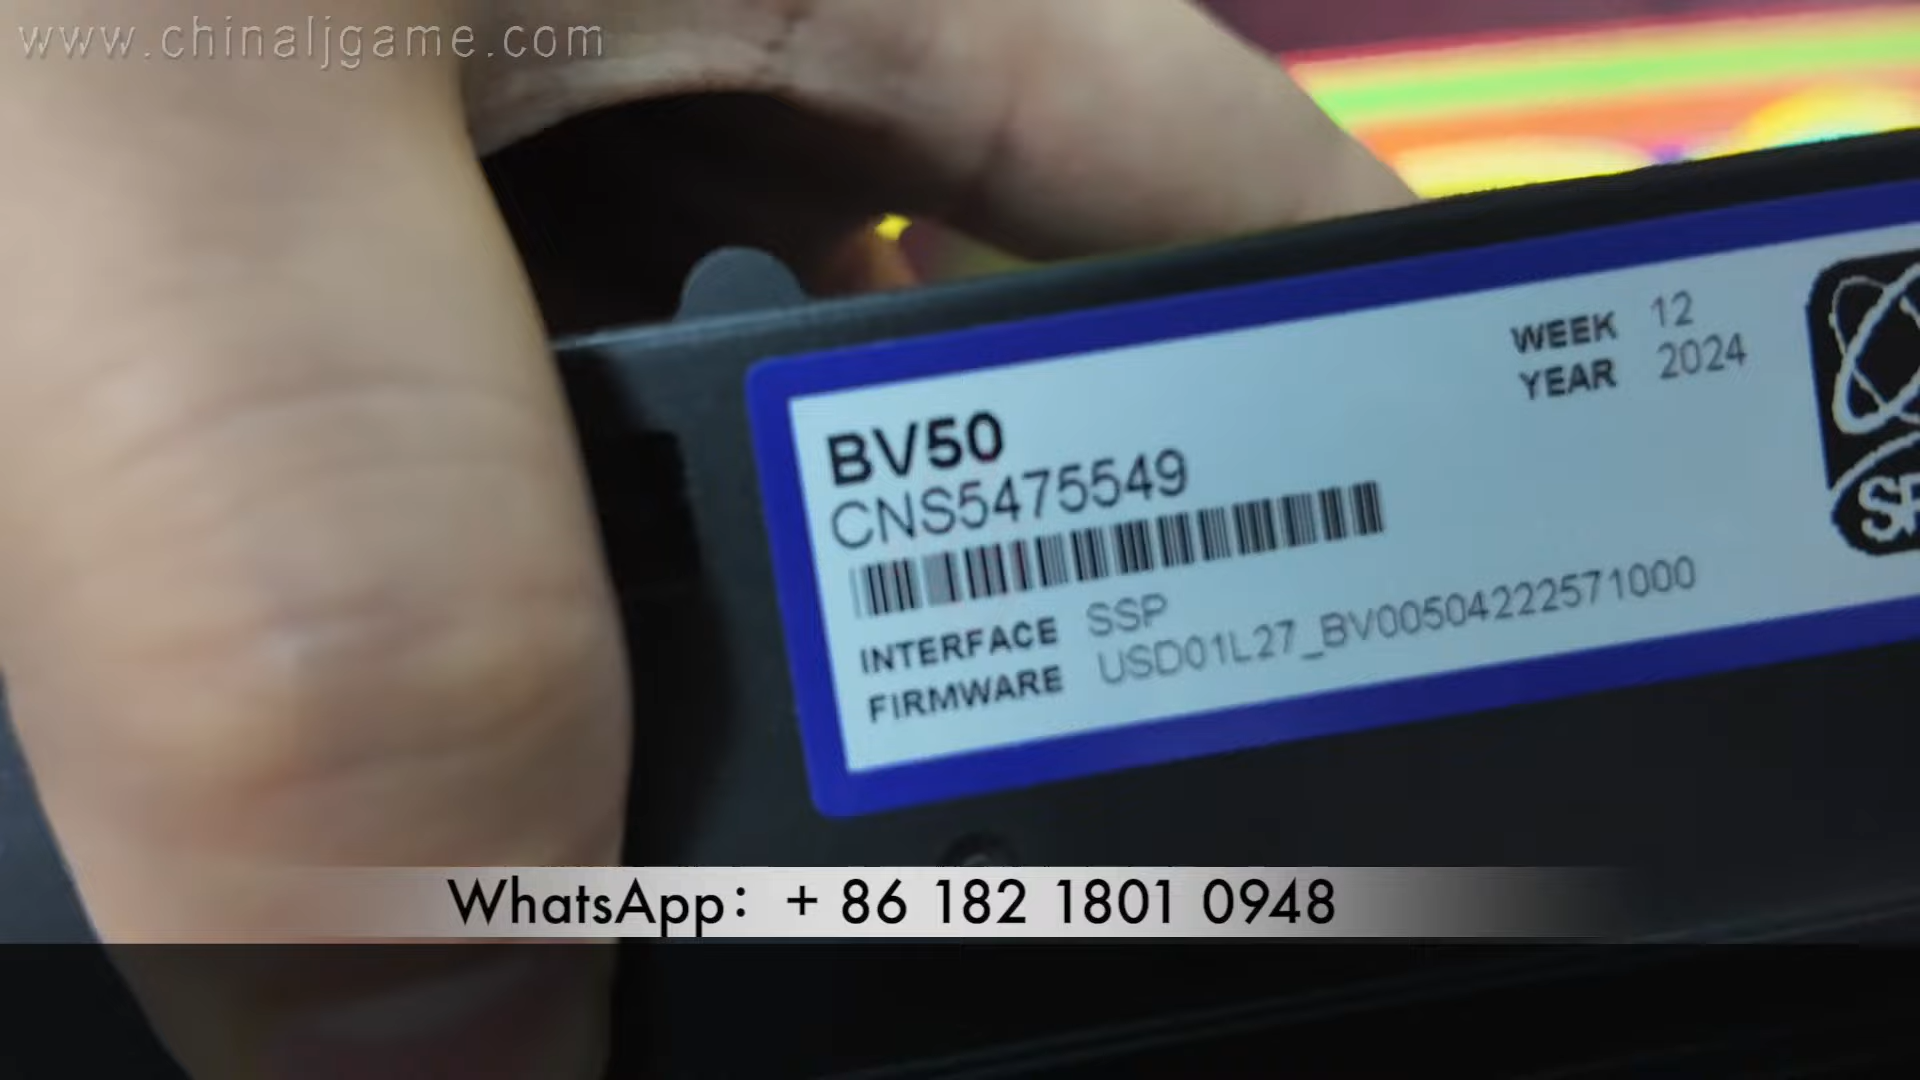 www.chinaljgame.com
WEEK 12
YEAR 2024
BV50
CNS5475549
INTERFACE SSP
FIRMWARE USD01L27_BV00504222571000
WhatsApp: +86 182 1801 0948